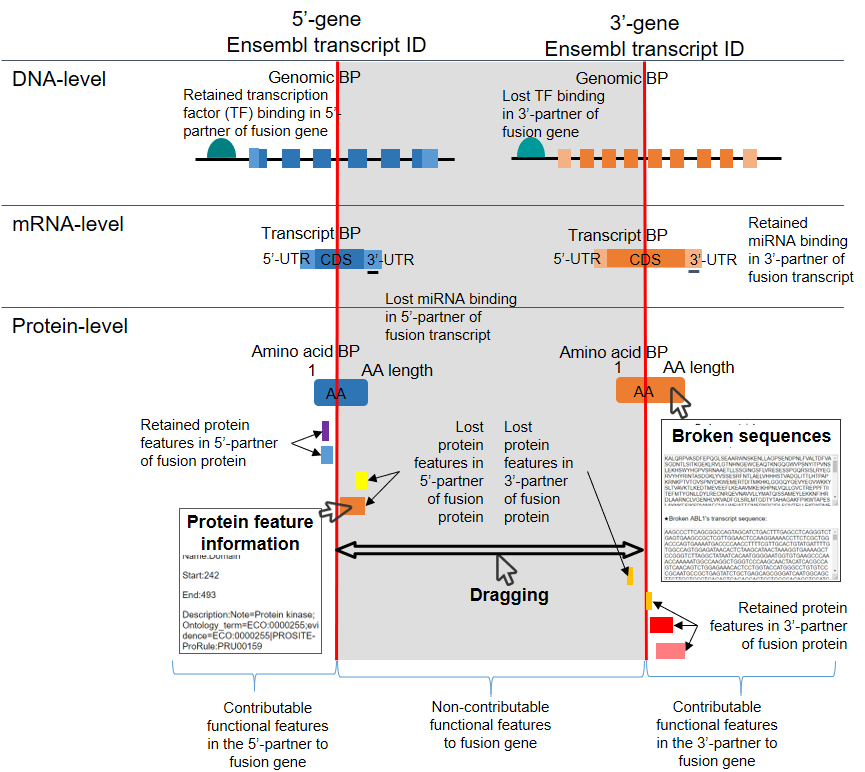 5’-gene
Ensembl transcript ID
3’-gene
Ensembl transcript ID
DNA-level
Genomic BP
Retained transcription
factor (TF) binding in 5’-
partner of fusion gene
Genomic BP
Lost TF binding
in 3’-partner of
fusion gene
mRNA-level
Transcript BP
5’-UTR CDS 3’-UTR
Transcript BP
5’-UTR CDS 3’-UTR
Retained
miRNA binding
in 3’-partner of
fusion transcript
Lost miRNA binding
in 5’-partner of
fusion transcript
Protein-level
Amino acid BP
1 AA length
AA
Amino acid BP
1 AA length
AA
Retained protein
features in 5’-partner
of fusion protein
Lost
protein
features in
5’-partner
of fusion
protein
Lost
protein
features in
3’-partner
of fusion
protein
Broken sequences
★Broken ABL1's transcript sequence:
Protein feature
information
Name:Domain
Start:242
End:493
Description:Note=Protein kinase;
Ontology_term=ECO:0000255;evi
dence=ECO:0000255|PROSITE-
ProRule:PRU00159
Dragging
Retained protein
features in 3’-partner
of fusion protein
Contributable
functional features
in the 5’-partner to
fusion gene
Non-contributable
functional features
to fusion gene
Contributable
functional features
in the 3’-partner to
fusion gene